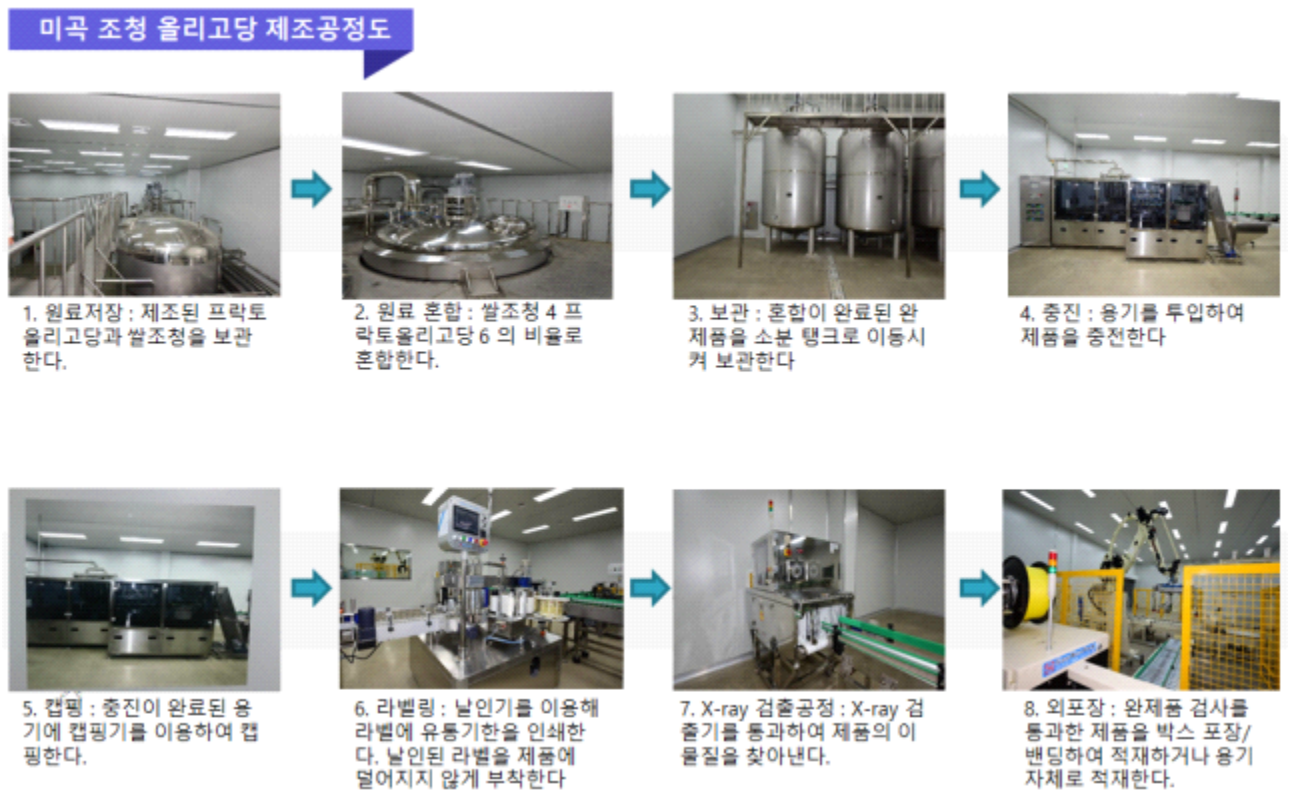 미곡 조청 올리고당 제조공정도
1. 원료저장 : 제조된 프락토
올리고당과 쌀조청을 보관
한다.
2. 원료 혼합 : 쌀조청 4 프
락토올리고당 6 의 비율로
혼합한다.
3. 보관 : 혼합이 완료된 완
제품을 소분 탱크로 이동시
켜 보관한다
4. 충진 : 용기를 투입하여
제품을 충전한다
5. 캡핑 : 충진이 완료된 용
기에 캡핑기를 이용하여 캡
핑한다.
6. 라벨링 : 날인기를 이용해
라벨에 유통기한을 인쇄한
다. 날인된 라벨을 제품에
덜어지지 않게 부착한다
7. X-ray 검출공정 : X-ray 검
출기를 통과하여 제품의 이
물질을 찾아낸다.
8. 외포장 : 완제품 검사를
통과한 제품을 박스 포장/
밴딩하여 적재하거나 용기
자체로 적재한다.